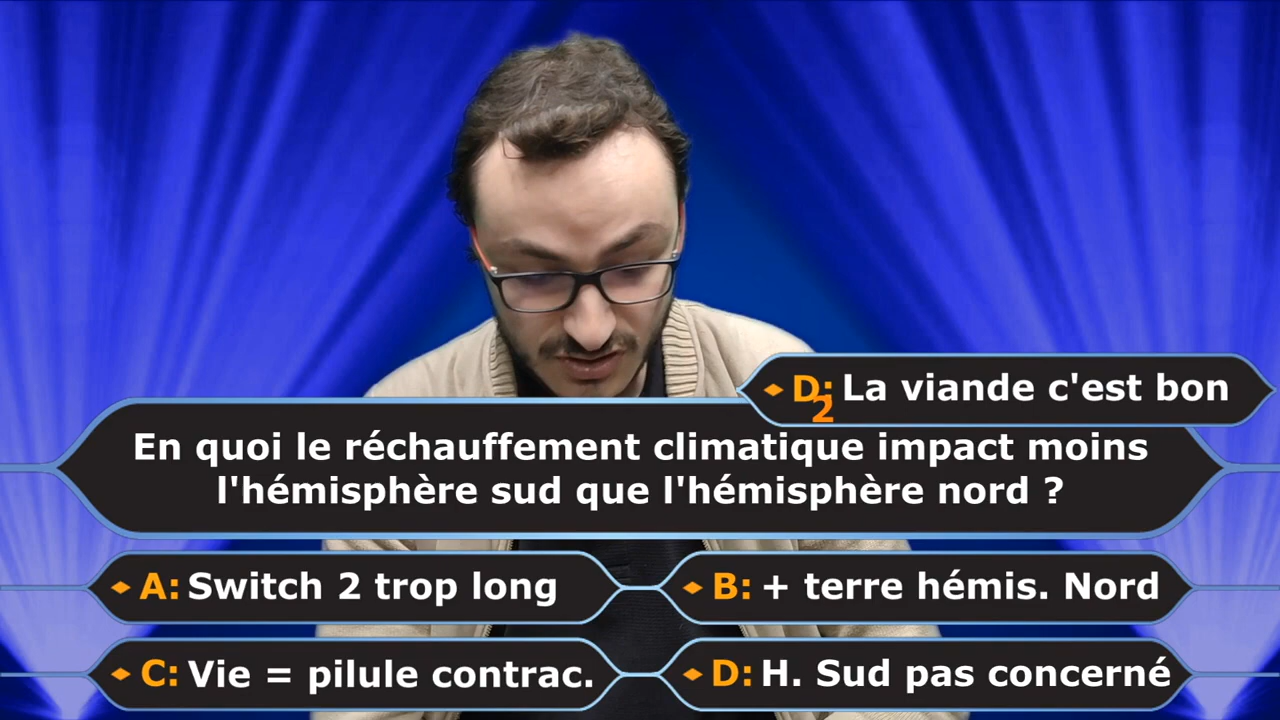 D: La viande c'est bon
2
En quoi le réchauffement climatique impact moins
l'hémisphère sud que l'hémisphère nord ?
A: Switch 2 trop long
B: + terre hémis. Nord
C: Vie = pilule contrac.
D: H. Sud pas concerné